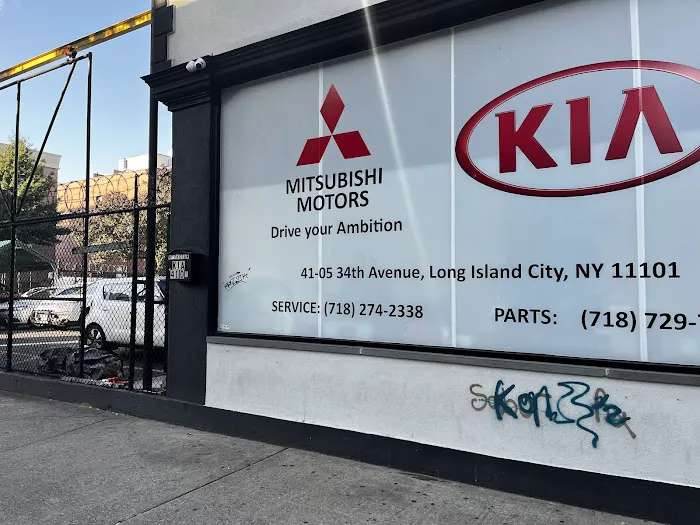 MITSUBISHI
MOTORS
Drive your Ambition
KIA
41-05 34th Avenue, Long Island City, NY 11101
SERVICE: (718) 274-2338
PARTS: (718) 729-
KIA